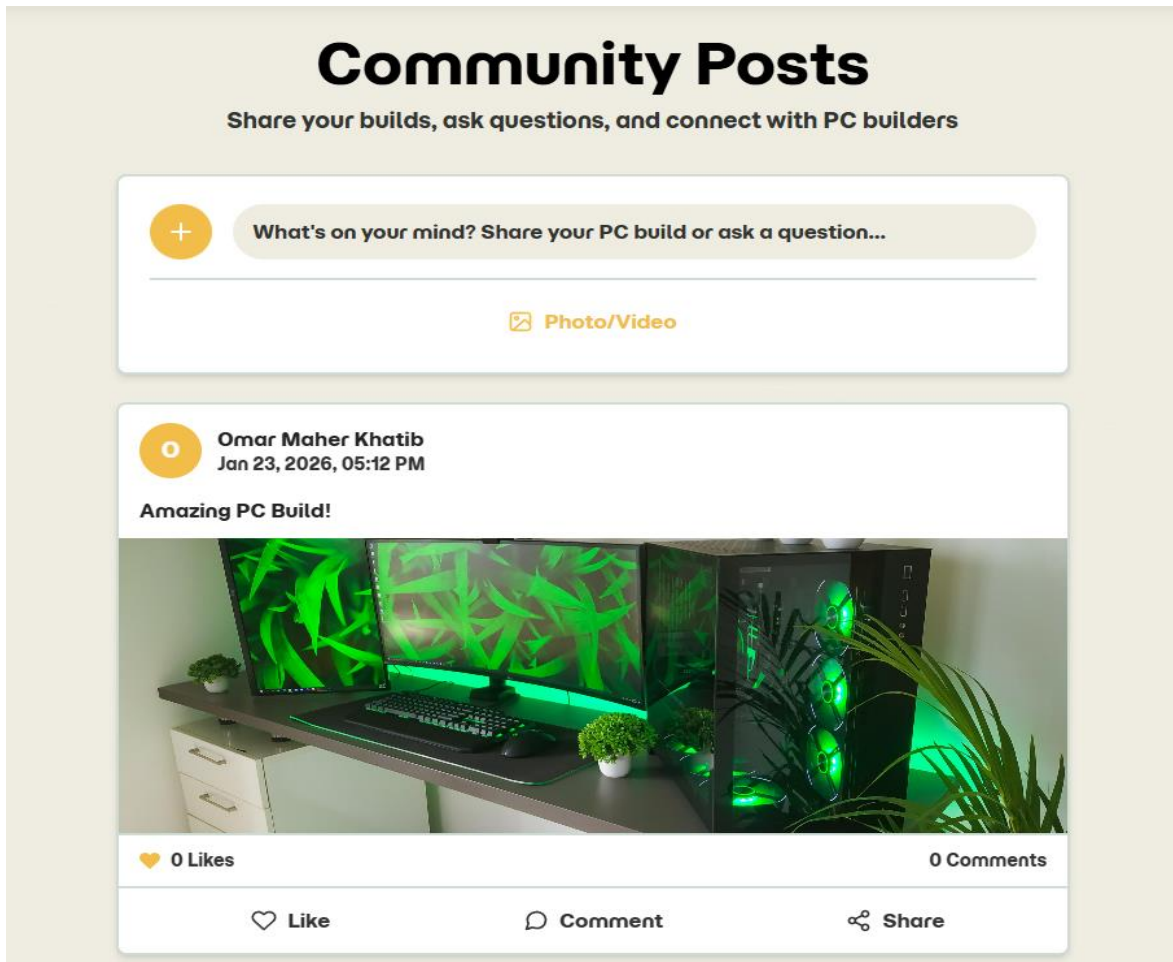 Community Posts
Share your builds, ask questions, and connect with PC builders
What's on your mind? Share your PC build or ask a question...
Photo/Video
O
Omar Maher Khatib
Jan 23, 2026, 05:12 PM
Amazing PC Build!
0 Likes
0 Comments
Like
Comment
Share